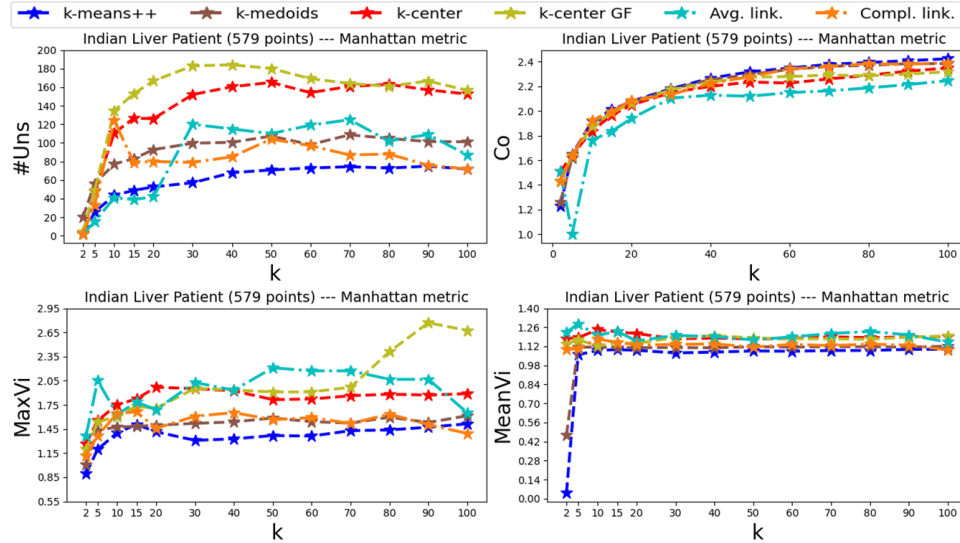 k-means++ k-medoids k-center k-center GF Avg. link. Compl. link.
Indian Liver Patient (579 points) --- Manhattan metric
#Uns
200
180
160
140
120
100
80
60
40
20
0
2 5 10 15 20 30 40 50 60 70 80 90 100
k
Indian Liver Patient (579 points) --- Manhattan metric
Co
2.4
2.2
2.0
1.8
1.6
1.4
1.2
1.0
0 20 40 60 80 100
k
Indian Liver Patient (579 points) --- Manhattan metric
MaxVi
2.95
2.65
2.35
2.05
1.75
1.45
1.15
0.85
0.55
2 5 10 15 20 30 40 50 60 70 80 90 100
k
Indian Liver Patient (579 points) --- Manhattan metric
MeanVi
1.40
1.26
1.12
0.98
0.84
0.70
0.56
0.42
0.28
0.14
0.00
2 5 10 15 20 30 40 50 60 70 80 90 100
k